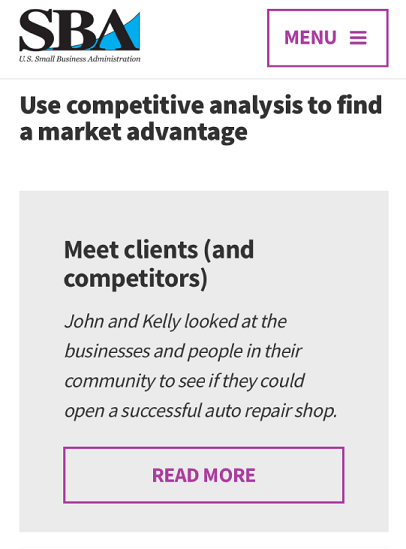 SBA
U.S. Small Business Administration
MENU
Use competitive analysis to find
a market advantage
Meet clients (and
competitors)
John and Kelly looked at the
businesses and people in their
community to see if they could
open a successful auto repair shop.
READ MORE